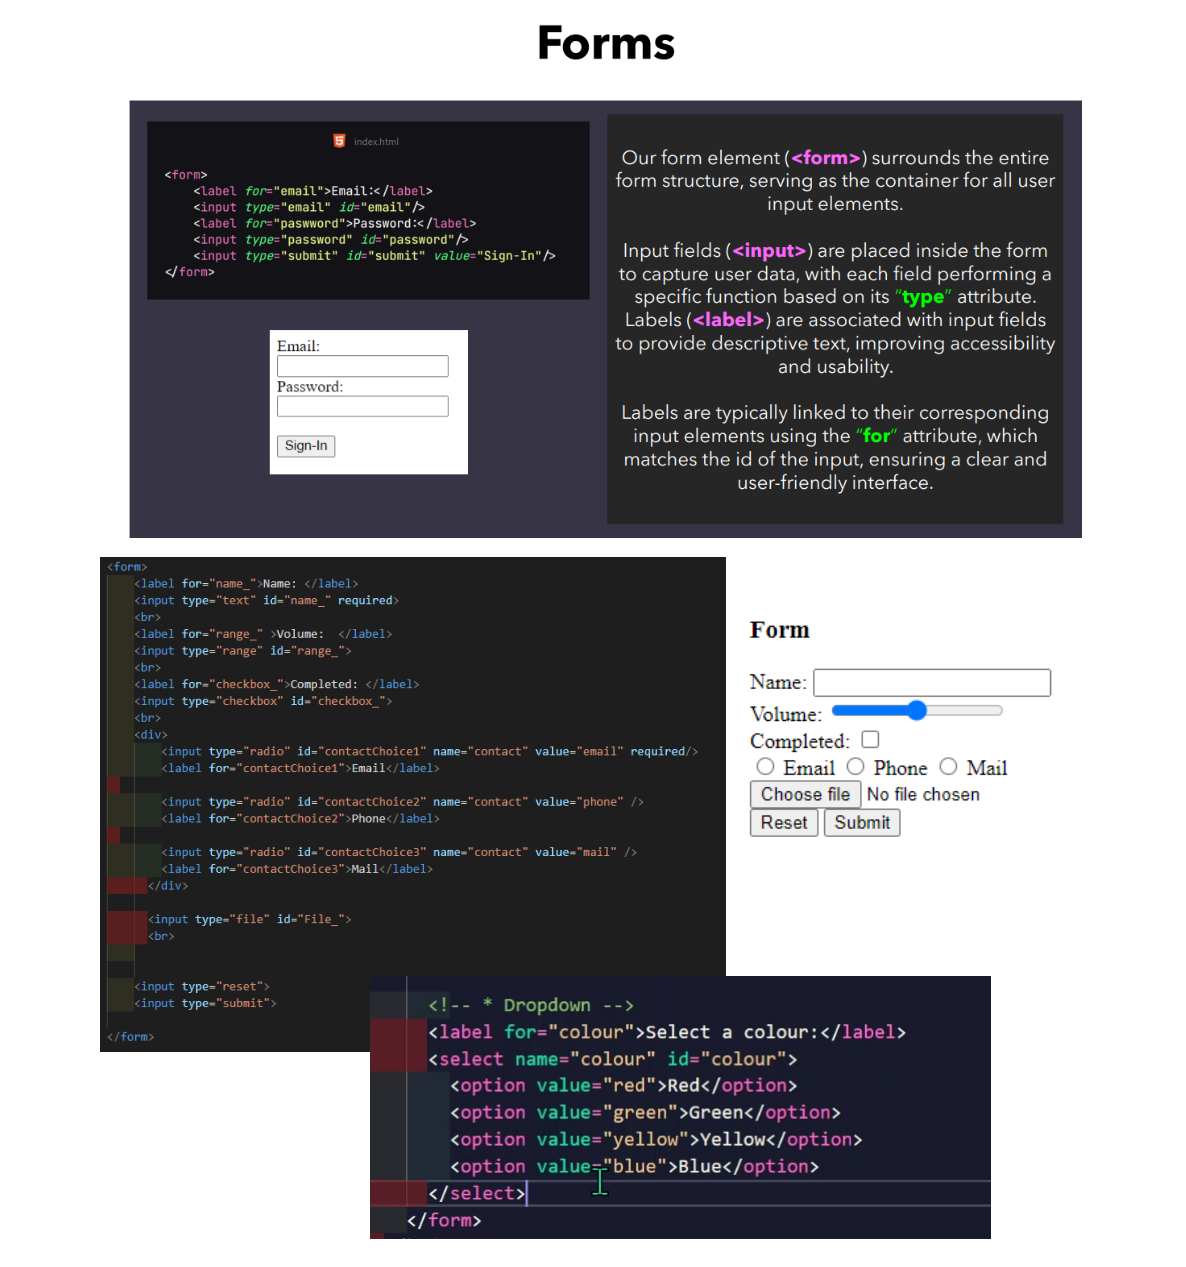 Forms
index.html
<form>
<label for="email">Email:</label>
<input type="email" id="email"/>
<label for="paswword">Password:</label>
<input type="password" id="password"/>
<input type="submit" id="submit" value="Sign-In"/>
</form>
Email:
Password:
Sign-In
Our form element (<form>) surrounds the entire
form structure, serving as the container for all user
input elements.
Input fields (<input>) are placed inside the form
to capture user data, with each field performing a
specific function based on its “type” attribute.
Labels (<label>) are associated with input fields
to provide descriptive text, improving accessibility
and usability.
Labels are typically linked to their corresponding
input elements using the “for” attribute, which
matches the id of the input, ensuring a clear and
user-friendly interface.
<form>
<label for="name_">Name: </label>
<input type="text" id="name_" required>
<br>
<label for="range_" >Volume:  </label>
<input type="range" id="range_">
<br>
<label for="checkbox_">Completed: </label>
<input type="checkbox" id="checkbox_">
<br>
<div>
<input type="radio" id="contactChoice1" name="contact" value="email" required/>
<label for="contactChoice1">Email</label>
<input type="radio" id="contactChoice2" name="contact" value="phone" />
<label for="contactChoice2">Phone</label>
<input type="radio" id="contactChoice3" name="contact" value="mail" />
<label for="contactChoice3">Mail</label>
</div>
<input type="file" id="File_">
<br>
<input type="reset">
<input type="submit">
</form>
Form
Name:
Volume:
Completed:
Email Phone Mail
Choose file No file chosen
Reset Submit
<!-- * Dropdown -->
<label for="colour">Select a colour:</label>
<select name="colour" id="colour">
<option value="red">Red</option>
<option value="green">Green</option>
<option value="yellow">Yellow</option>
<option value="blue">Blue</option>
</select>
</form>